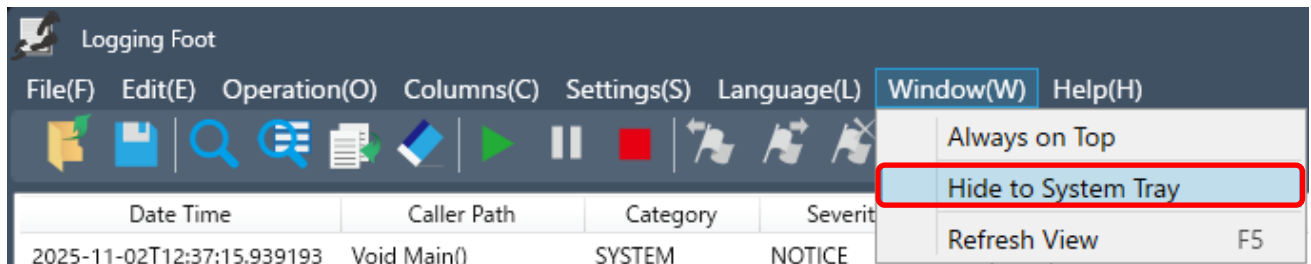 Logging Foot
File(F) Edit(E) Operation(O) Columns(C) Settings(S) Language(L) Window(W) Help(H)
Always on Top
Hide to System Tray
Refresh View F5
Date Time Caller Path Category Severit
2025-11-02T12:37:15.939193 Void Main() SYSTEM NOTICE